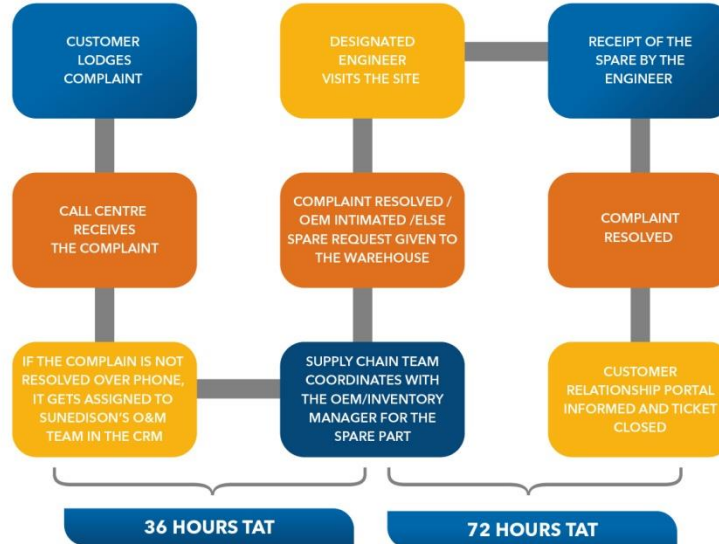 CUSTOMER
LODGES
COMPLAINT
CALL CENTRE
RECEIVES
THE COMPLAINT
IF THE COMPLAIN IS NOT
RESOLVED OVER PHONE,
IT GETS ASSIGNED TO
SUNEDISON'S O&M
TEAM IN THE CRM
DESIGNATED
ENGINEER
VISITS THE SITE
COMPLAINT RESOLVED /
OEM INTIMATED /ELSE
SPARE REQUEST GIVEN TO
THE WAREHOUSE
SUPPLY CHAIN TEAM
COORDINATES WITH
THE OEM/INVENTORY
MANAGER FOR THE
SPARE PART
RECEIPT OF THE
SPARE BY THE
ENGINEER
COMPLAINT
RESOLVED
CUSTOMER
RELATIONSHIP PORTAL
INFORMED AND TICKET
CLOSED
36 HOURS TAT
72 HOURS TAT